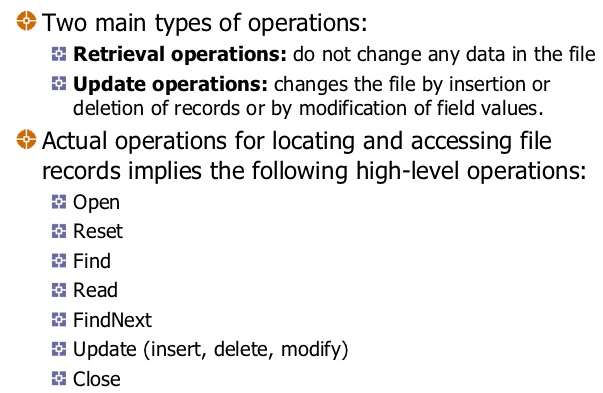 Two main types of operations:
Retrieval operations: do not change any data in the file
Update operations: changes the file by insertion or
deletion of records or by modification of field values.
Actual operations for locating and accessing file
records implies the following high-level operations:
Open
Reset
Find
Read
FindNext
Update (insert, delete, modify)
Close